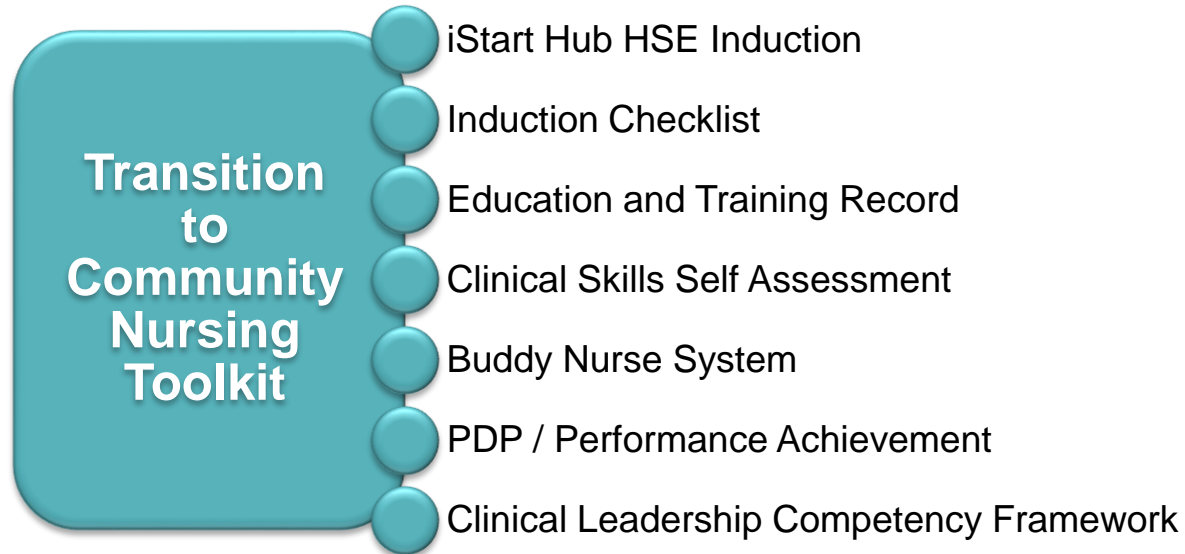 Transition
to
Community
Nursing
Toolkit
iStart Hub HSE Induction
Induction Checklist
Education and Training Record
Clinical Skills Self Assessment
Buddy Nurse System
PDP / Performance Achievement
Clinical Leadership Competency Framework